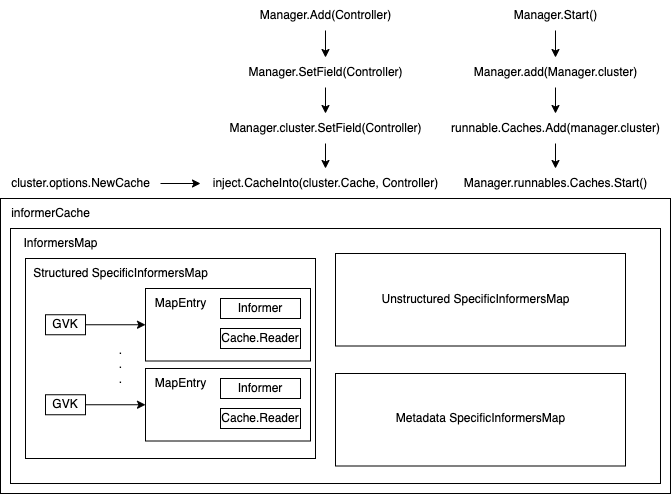 Manager.Add(Controller)
Manager.Start()
Manager.SetField(Controller)
Manager.add(Manager.cluster)
Manager.cluster.SetField(Controller)
runnable.Caches.Add(manager.cluster)
cluster.options.NewCache
inject.CacheInto(cluster.Cache, Controller)
Manager.runnables.Caches.Start()
informerCache
InformersMap
Structured SpecificInformersMap
MapEntry
Informer
GVK
Cache.Reader
.
.
.
MapEntry
Informer
GVK
Cache.Reader
Unstructured SpecificInformersMap
Metadata SpecificInformersMap